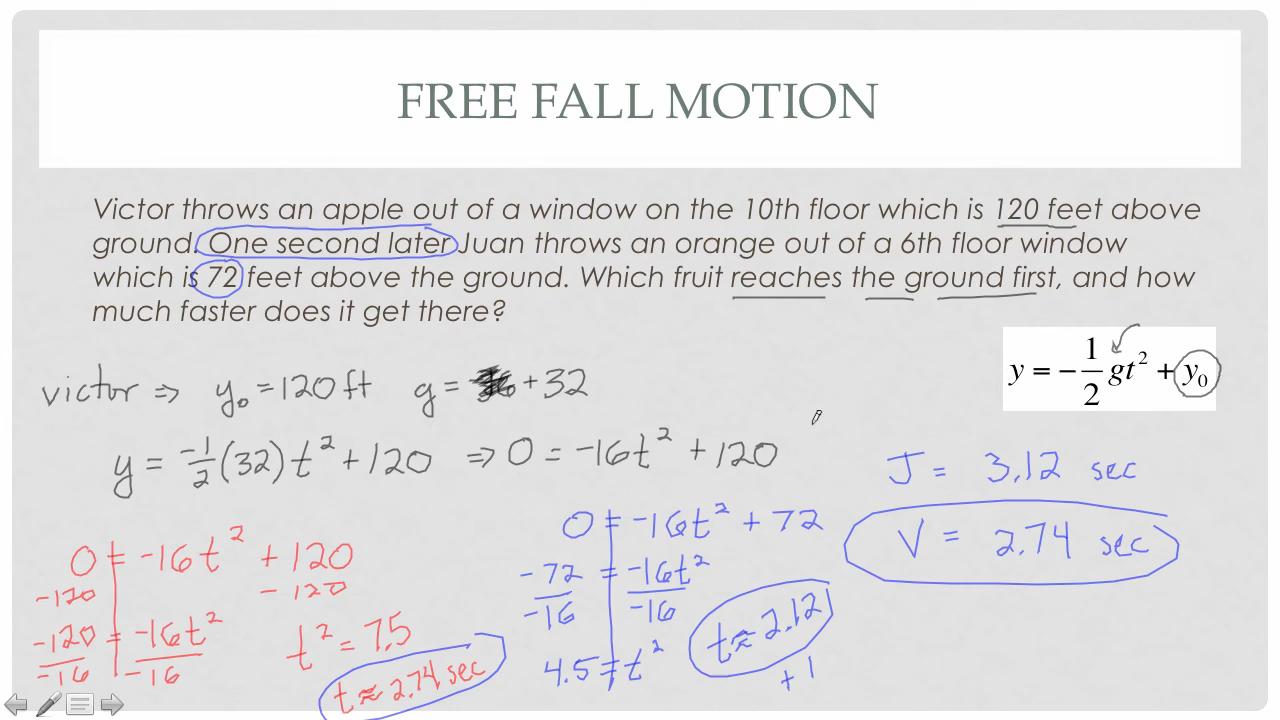 FREE FALL MOTION
Victor throws an apple out of a window on the 10th floor which is 120 feet above
ground. One second later Juan throws an orange out of a 6th floor window
which is 72 feet above the ground. Which fruit reaches the ground first, and how
much faster does it get there?
y = -1/2 gt² + y₀
victor ⇒ y₀ = 120 ft g = +32
y = -1/2 (32) t² + 120 ⇒ 0 = -16t² + 120
J = 3.12 sec
V = 2.74 sec
0 = -16t² + 120
-120 - 120
-120/-16 = -16t²/-16
t² = 7.5
t ≈ 2.74 sec
0 = -16t² + 72
-72/-16 = -16t²/-16
4.5 = t²
t ≈ 2.12
+ 1